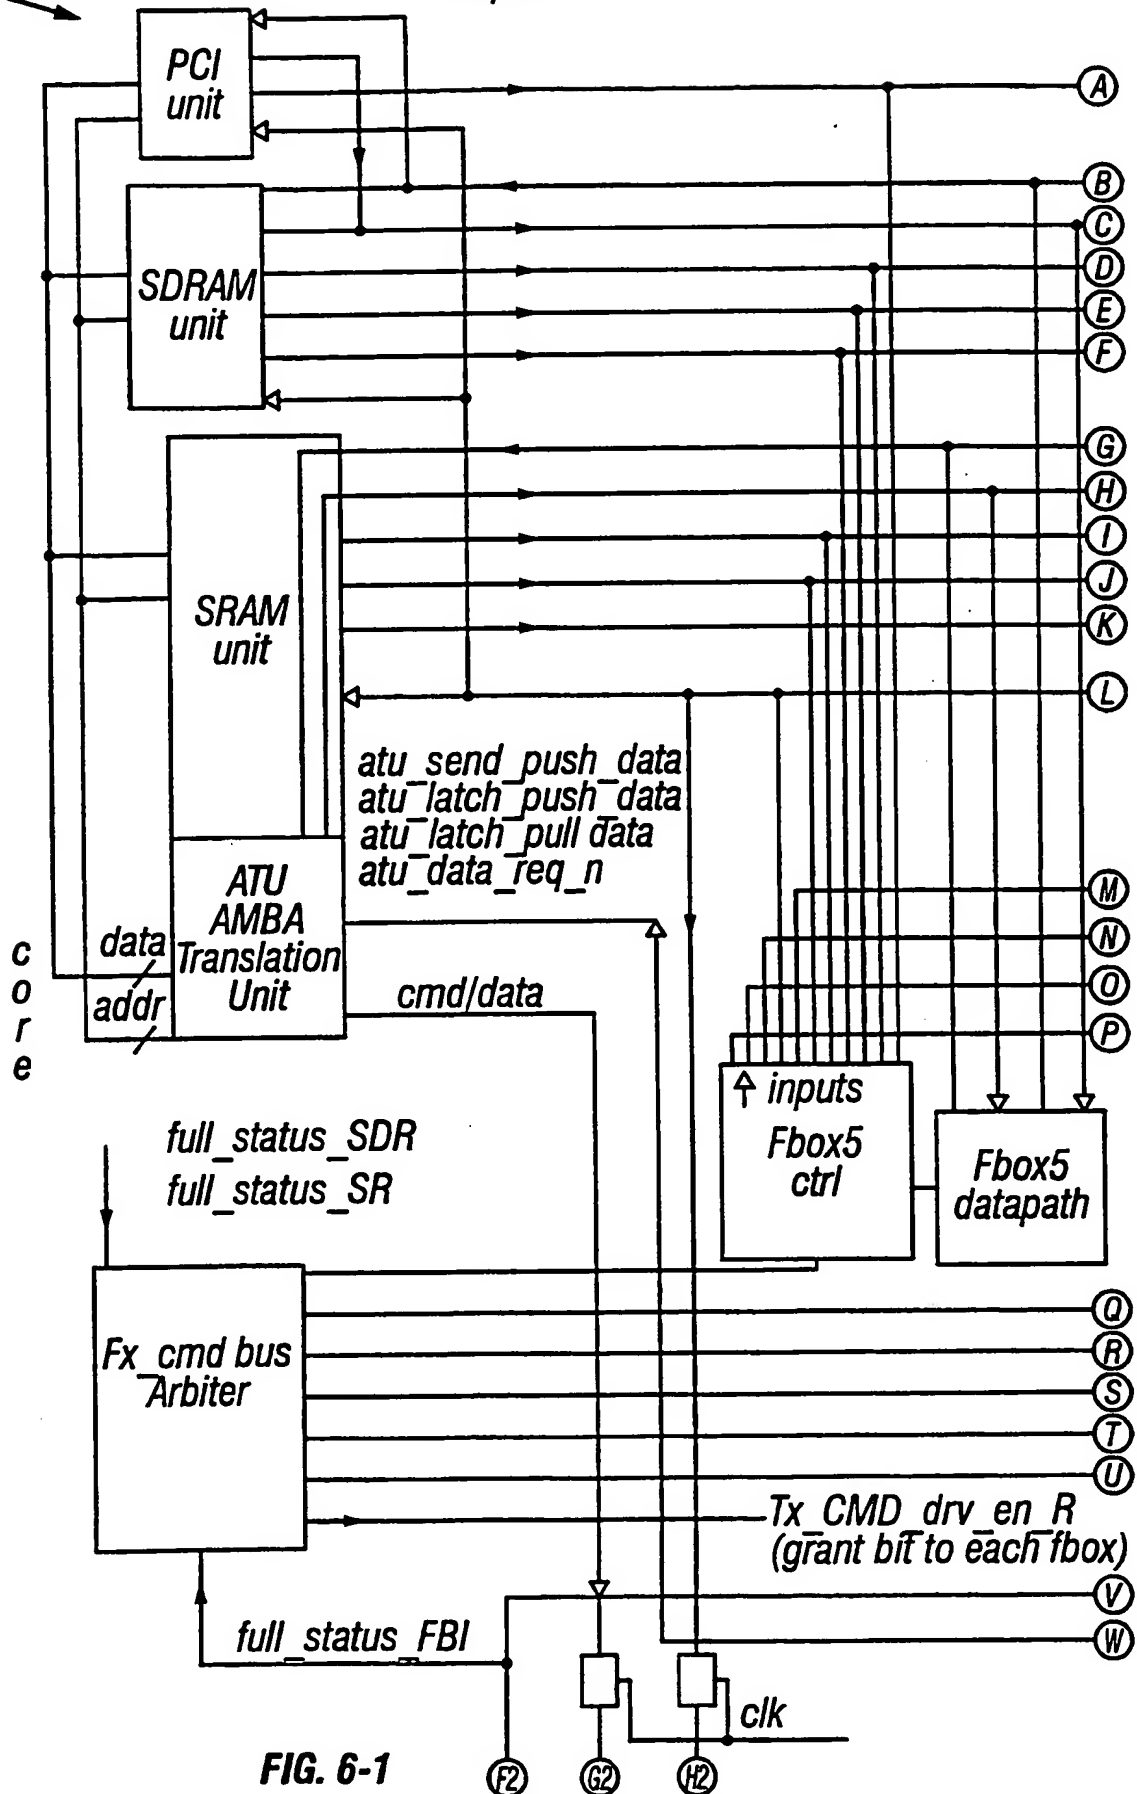 PCI
unit
A
B
C
SDRAM
unit
D
E
F
G
H
I
J
SRAM
unit
K
L
atu_send_push_data
atu_latch_push_data
atu_latch_pull data
atu_data_req_n
ATU
AMBA
Translation
Unit
core
data
addr
cmd/data
M
N
O
P
inputs
Fbox5
ctrl
Fbox5
datapath
full_status_SDR
full_status_SR
Fx_cmd bus
Arbiter
Q
R
S
T
U
Tx_CMD_drv_en_R
(grant bit to each fbox)
V
W
full_status_FBI
clk
FIG. 6-1
F2
G2
H2